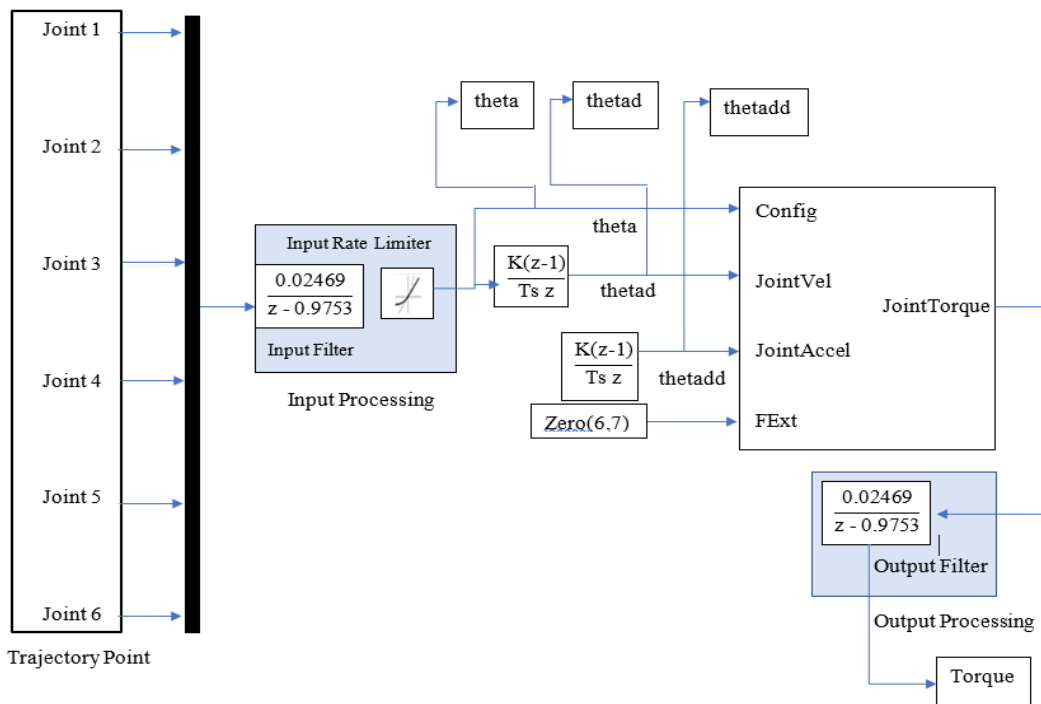 Joint 1
Joint 2
Joint 3
Joint 4
Joint 5
Joint 6
Trajectory Point
Input Rate Limiter
0.02469
z - 0.9753
Input Filter
Input Processing
theta
thetad
thetadd
theta
K(z-1)
Ts z
thetad
K(z-1)
Ts z
thetadd
Zero(6,7)
Config
JointVel
JointTorque
JointAccel
FExt
0.02469
z - 0.9753
Output Filter
Output Processing
Torque